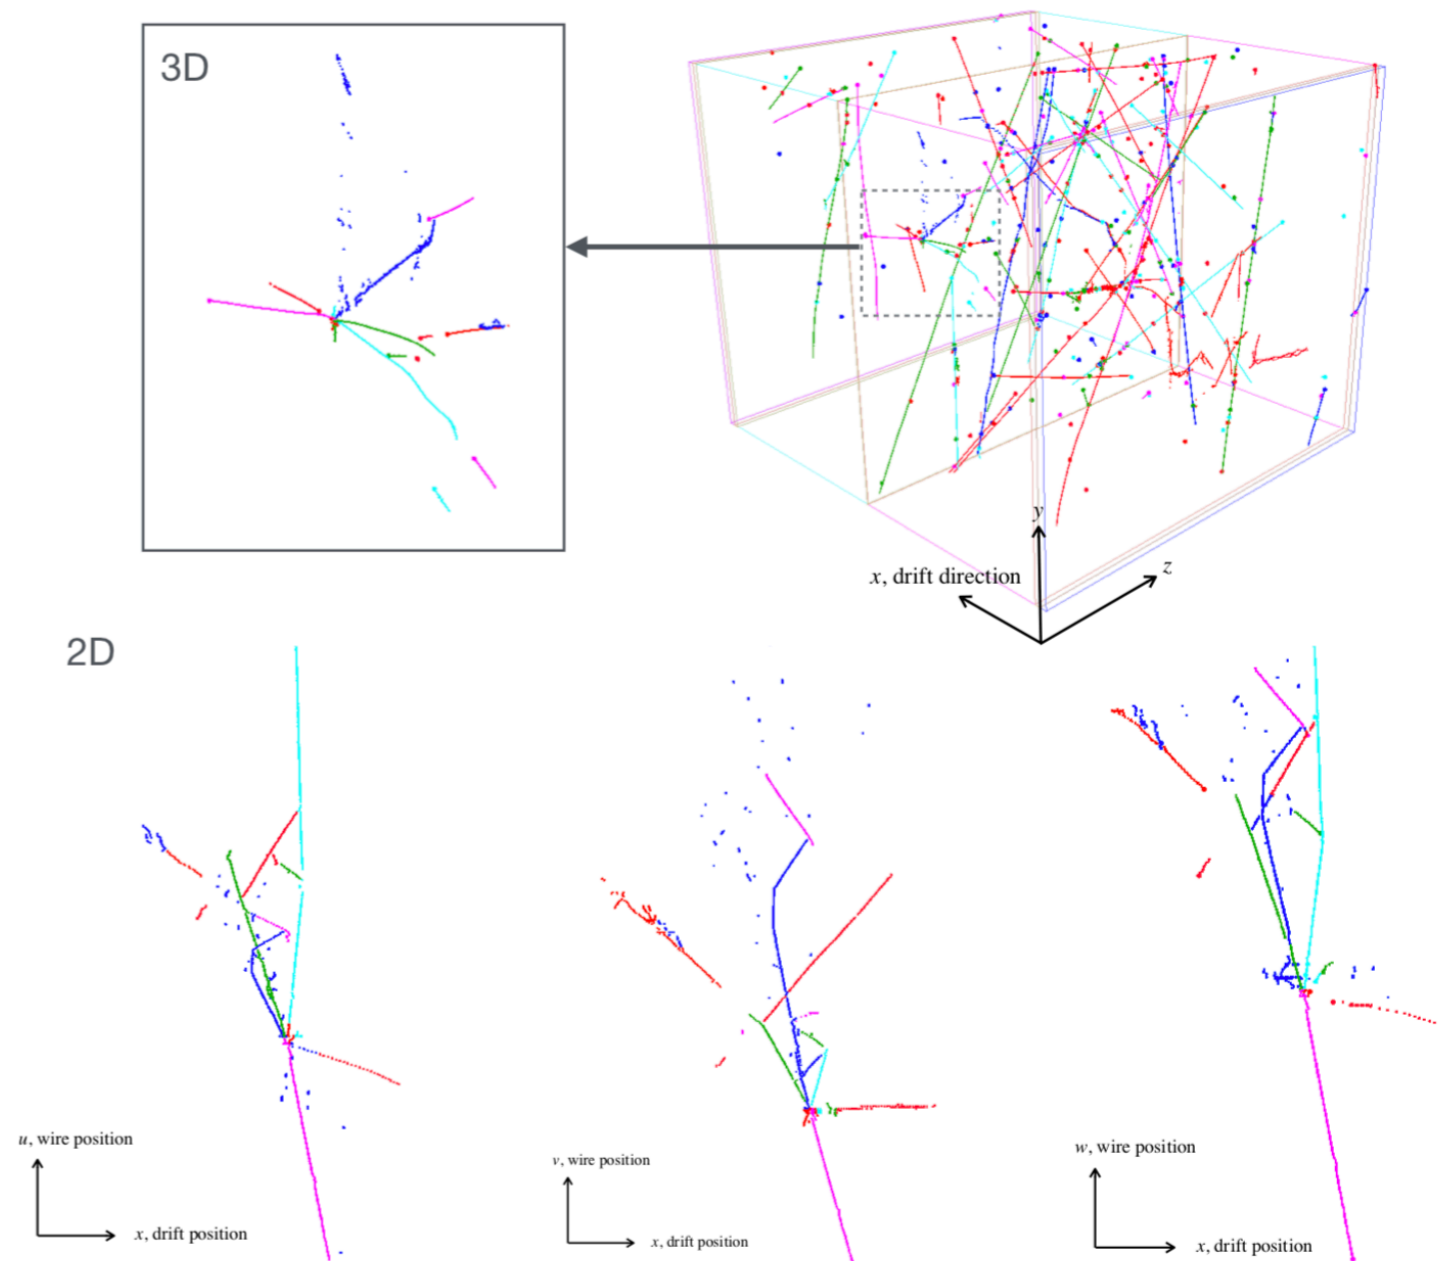 3D
y
x, drift direction
z
2D
u, wire position
x, drift position
v, wire position
x, drift position
w, wire position
x, drift position